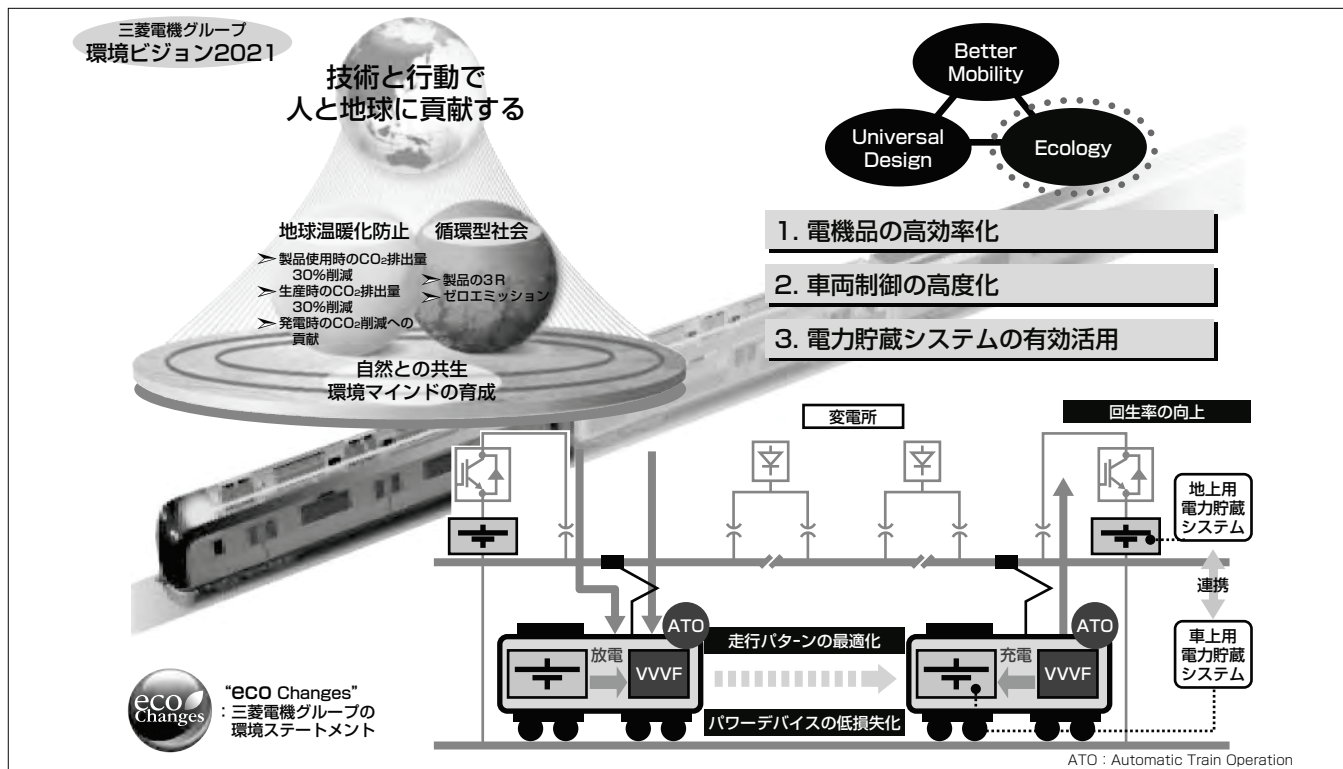 三菱電機グループ
環境ビジョン2021
技術と行動で
人と地球に貢献する
地球温暖化防止
➣ 製品使用時のCO₂排出量
30%削減
➣ 生産時のCO₂排出量
30%削減
➣ 発電時のCO₂削減への
貢献
循環型社会
➣ 製品の3R
➣ ゼロエミッション
自然との共生
環境マインドの育成
Better
Mobility
Universal
Design
Ecology
1. 電機品の高効率化
2. 車両制御の高度化
3. 電力貯蔵システムの有効活用
変電所
回生率の向上
地上用
電力貯蔵
システム
連携
車上用
電力貯蔵
システム
ATO
放電
VVVF
走行パターンの最適化
パワーデバイスの低損失化
ATO
充電
VVVF
eco
Changes
“eco Changes”
：三菱電機グループの
環境ステートメント
ATO：Automatic Train Operation